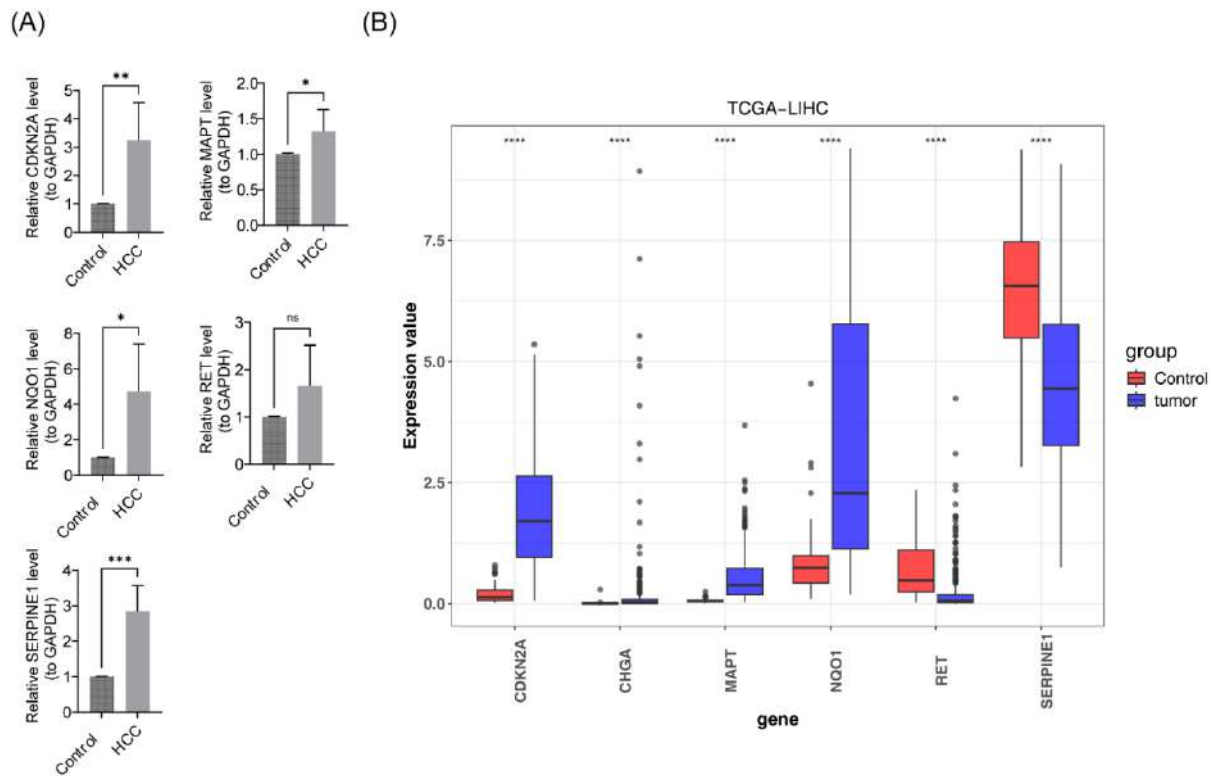 (A)
(B)
Relative CDKN2A level
(to GAPDH)
5
4
3
2
1
0
**
Control
HCC
Relative MAPT level
(to GAPDH)
2.0
1.5
1.0
0.5
0.0
*
Control
HCC
Relative NQO1 level
(to GAPDH)
8
6
4
2
0
*
Control
HCC
Relative RET level
(to GAPDH)
3
2
1
0
ns
Control
HCC
Relative SERPINE1 level
(to GAPDH)
4
3
2
1
0
***
Control
HCC
TCGA-LIHC
**** **** **** **** **** ****
Expression value
7.5
5.0
2.5
0.0
CDKN2A
CHGA
MAPT
NQO1
RET
SERPINE1
gene
group
Control
tumor